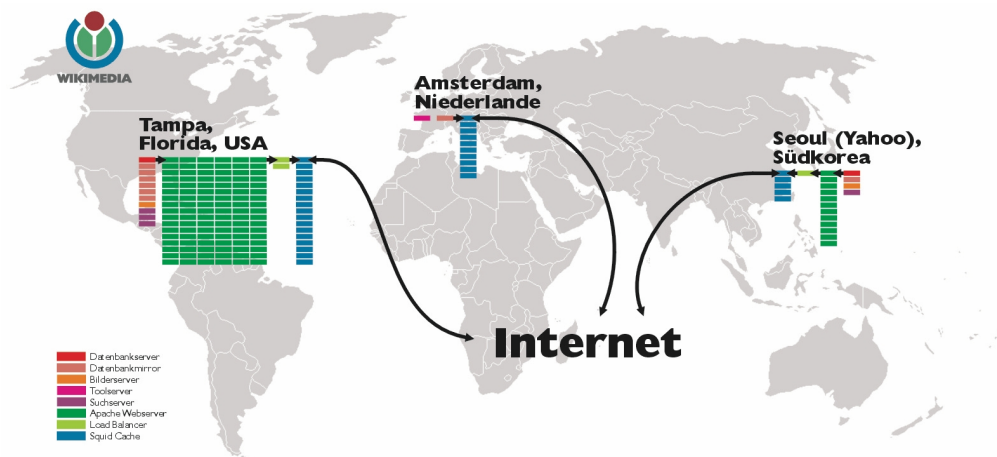 WIKIMEDIA
Amsterdam,
Niederlande
Tampa,
Florida, USA
Seoul (Yahoo),
Südkorea
Internet
Datenbankserver
Datenbankmirror
Bilderserver
Toolserver
Suchserver
Apache Webserver
Load Balancer
Squid Cache